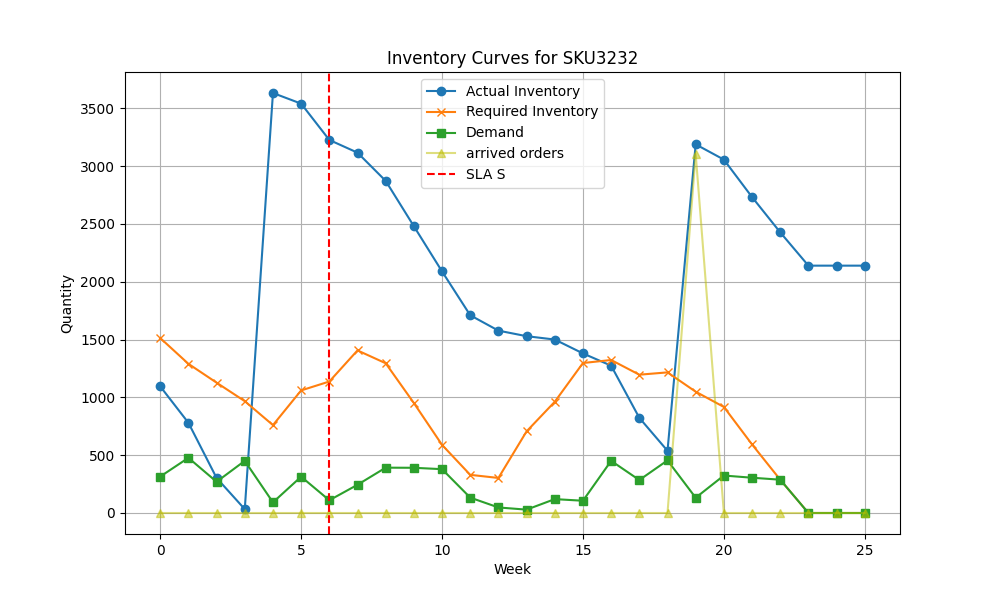 Inventory Curves for SKU3232
Actual Inventory
Required Inventory
Demand
arrived orders
SLA S
Quantity
3500
3000
2500
2000
1500
1000
500
0
0 5 10 15 20 25
Week